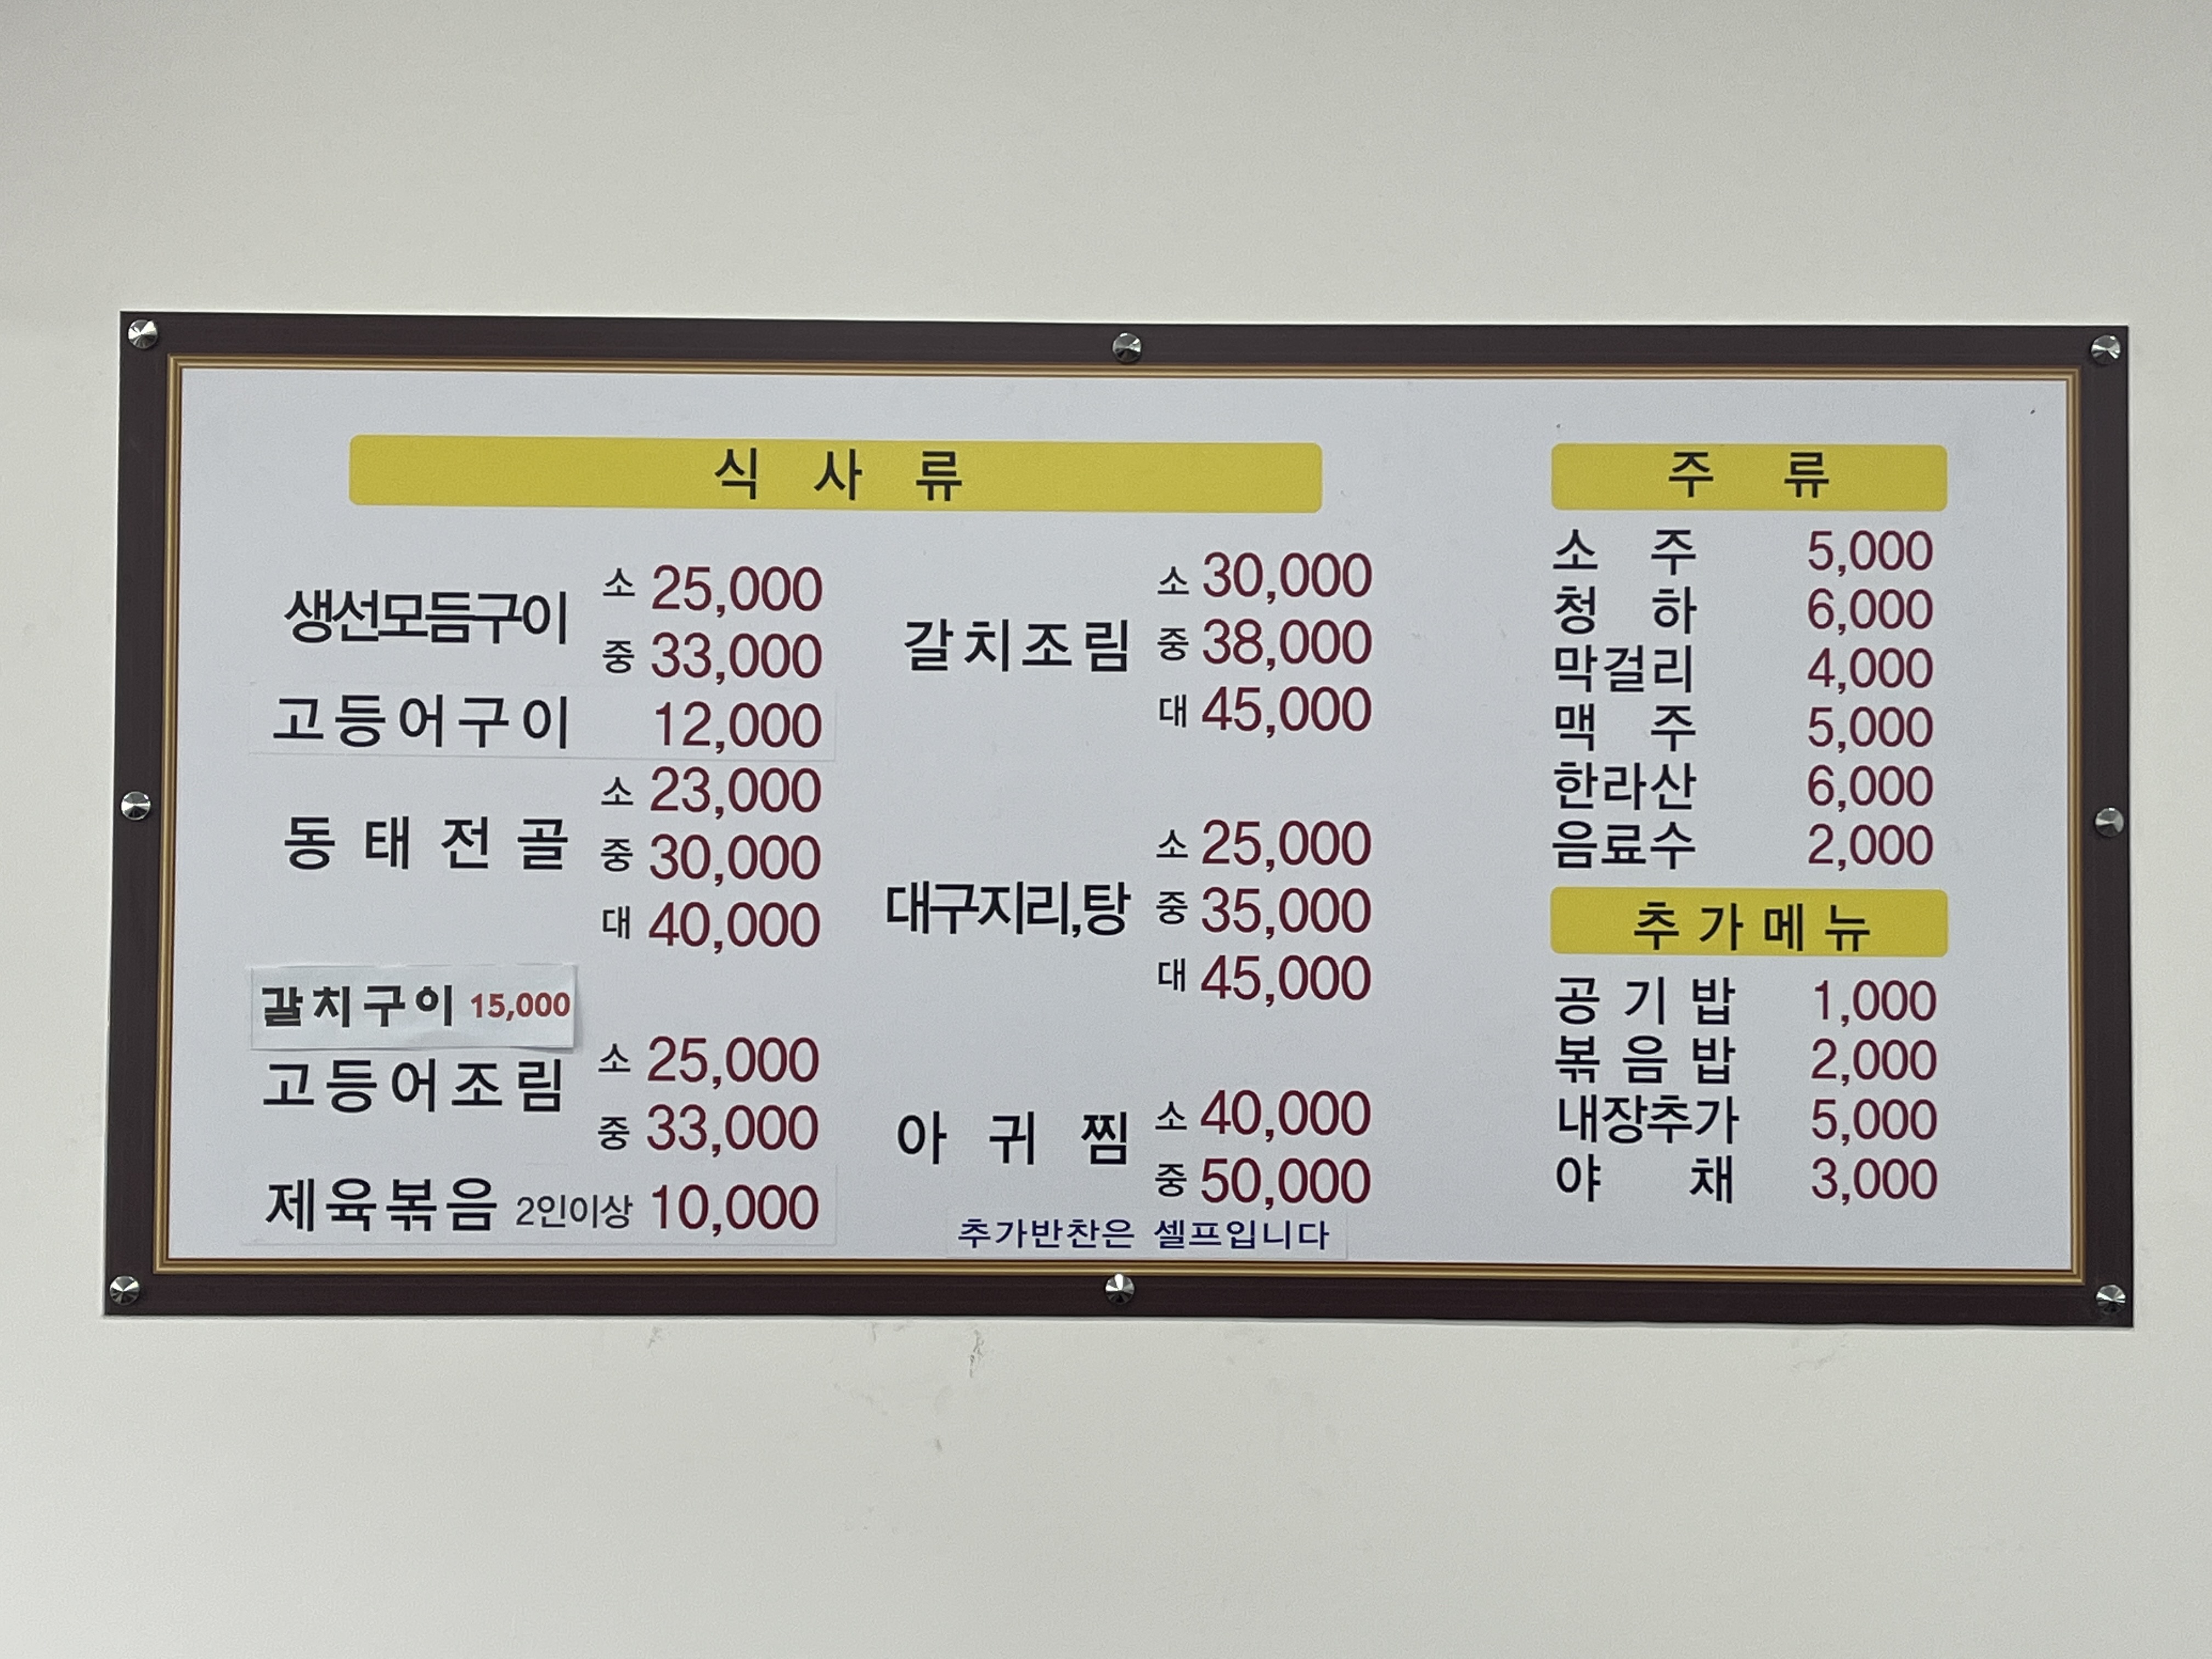 식사류
생선모듬구이 소 25,000
중 33,000
고등어구이 12,000
동태전골 소 23,000
중 30,000
대 40,000
갈치구이 15,000
고등어조림 소 25,000
중 33,000
제육볶음 2인이상 10,000
갈치조림 소 30,000
중 38,000
대 45,000
대구지리,탕 소 25,000
중 35,000
대 45,000
아귀찜 소 40,000
중 50,000
추가반찬은 셀프입니다
주류
소주 5,000
청하 6,000
막걸리 4,000
맥주 5,000
한라산 6,000
음료수 2,000
추가메뉴
공기밥 1,000
볶음밥 2,000
내장추가 5,000
야채 3,000